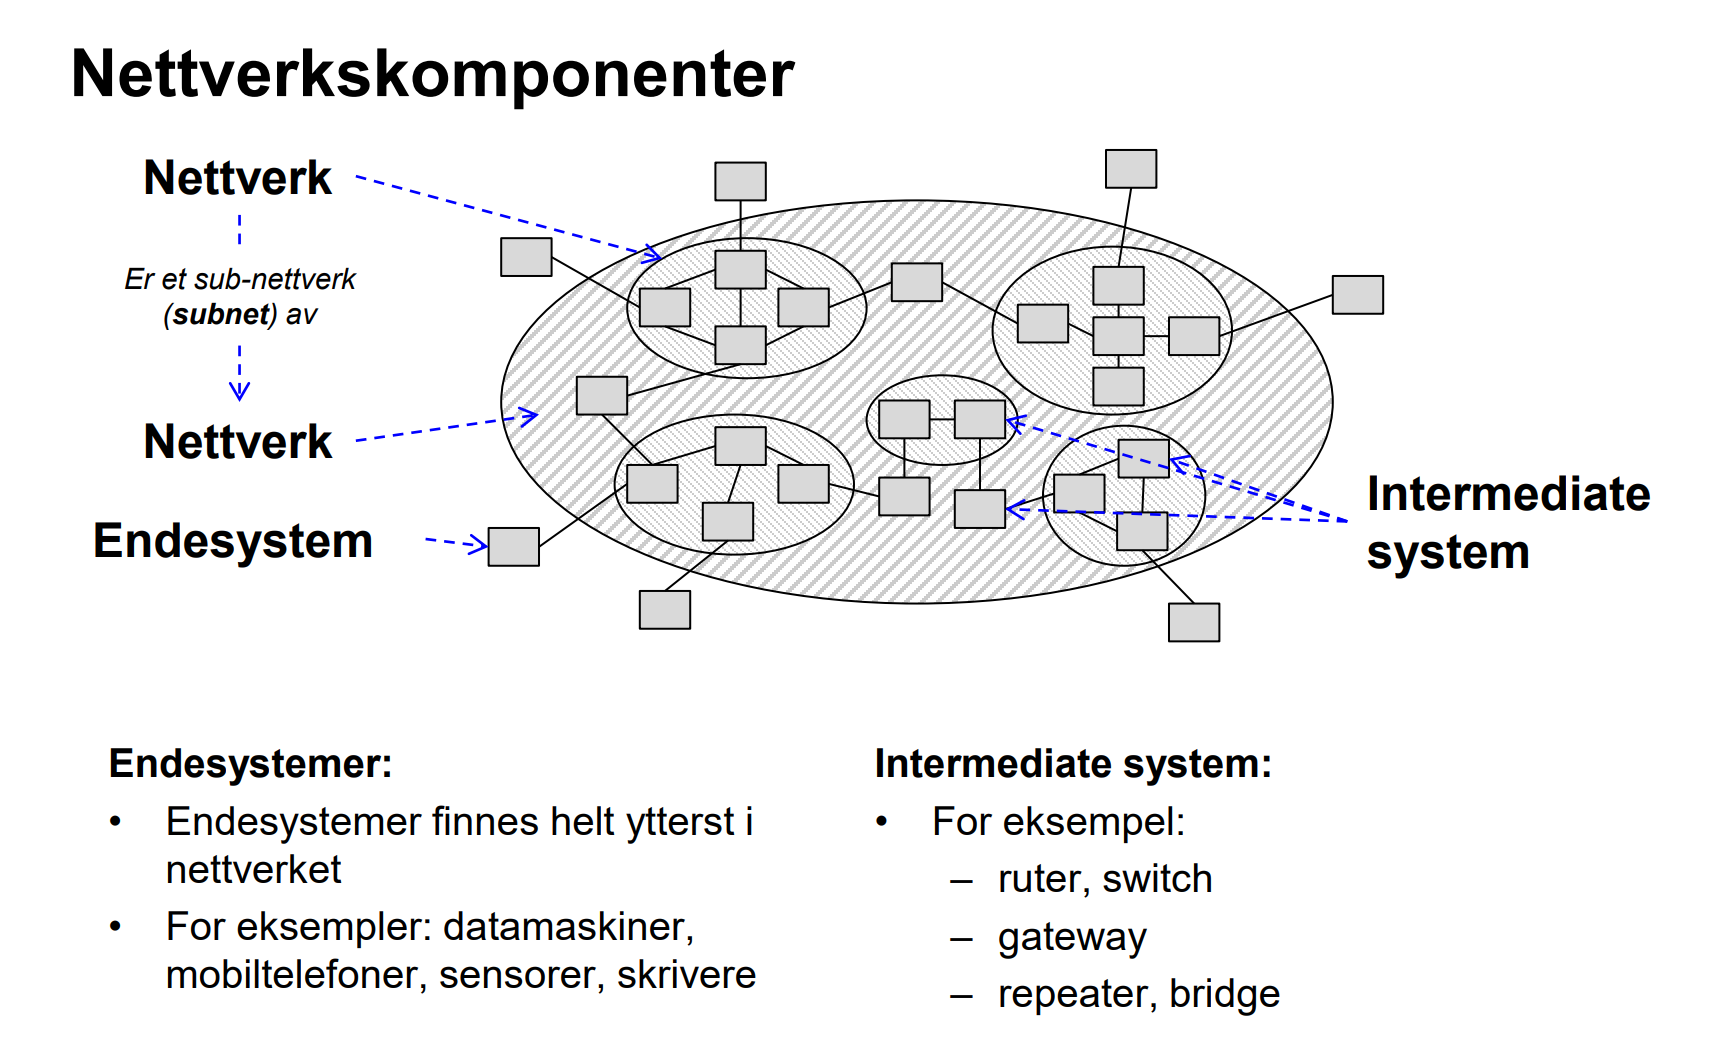 Nettverkskomponenter
Nettverk
Er et sub-nettverk
(subnet) av
Nettverk
Endesystem
Intermediate
system
Endesystemer:
• Endesystemer finnes helt ytterst i
nettverket
• For eksempler: datamaskiner,
mobiltelefoner, sensorer, skrivere
Intermediate system:
• For eksempel:
– ruter, switch
– gateway
– repeater, bridge